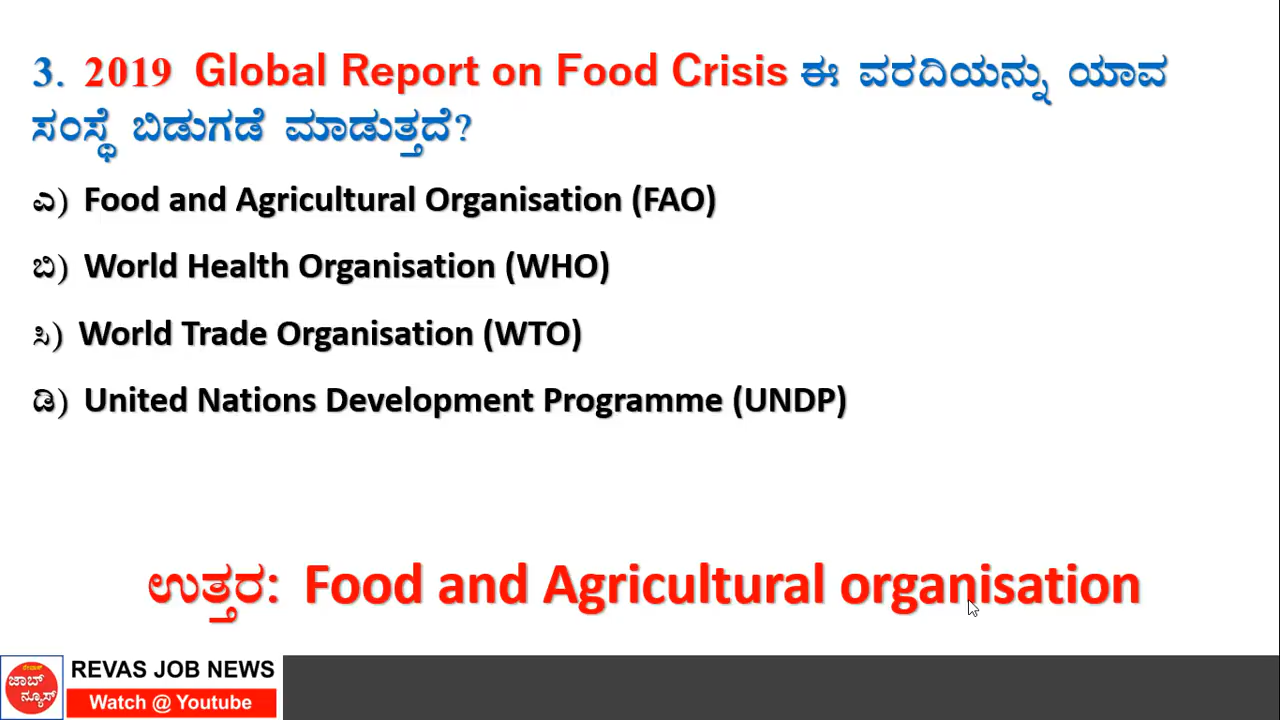 3. 2019 Global Report on Food Crisis ಈ ವರದಿಯನ್ನು ಯಾವ
ಸಂಸ್ಥೆ ಬಿಡುಗಡೆ ಮಾಡುತ್ತದೆ?
ಎ) Food and Agricultural Organisation (FAO)
ಬಿ) World Health Organisation (WHO)
ಸಿ) World Trade Organisation (WTO)
ಡಿ) United Nations Development Programme (UNDP)
ಉತ್ತರ: Food and Agricultural organisation
ರೇವಾಸ್
ಜಾಬ್
ನ್ಯೂಸ್
REVAS JOB NEWS
Watch @ Youtube